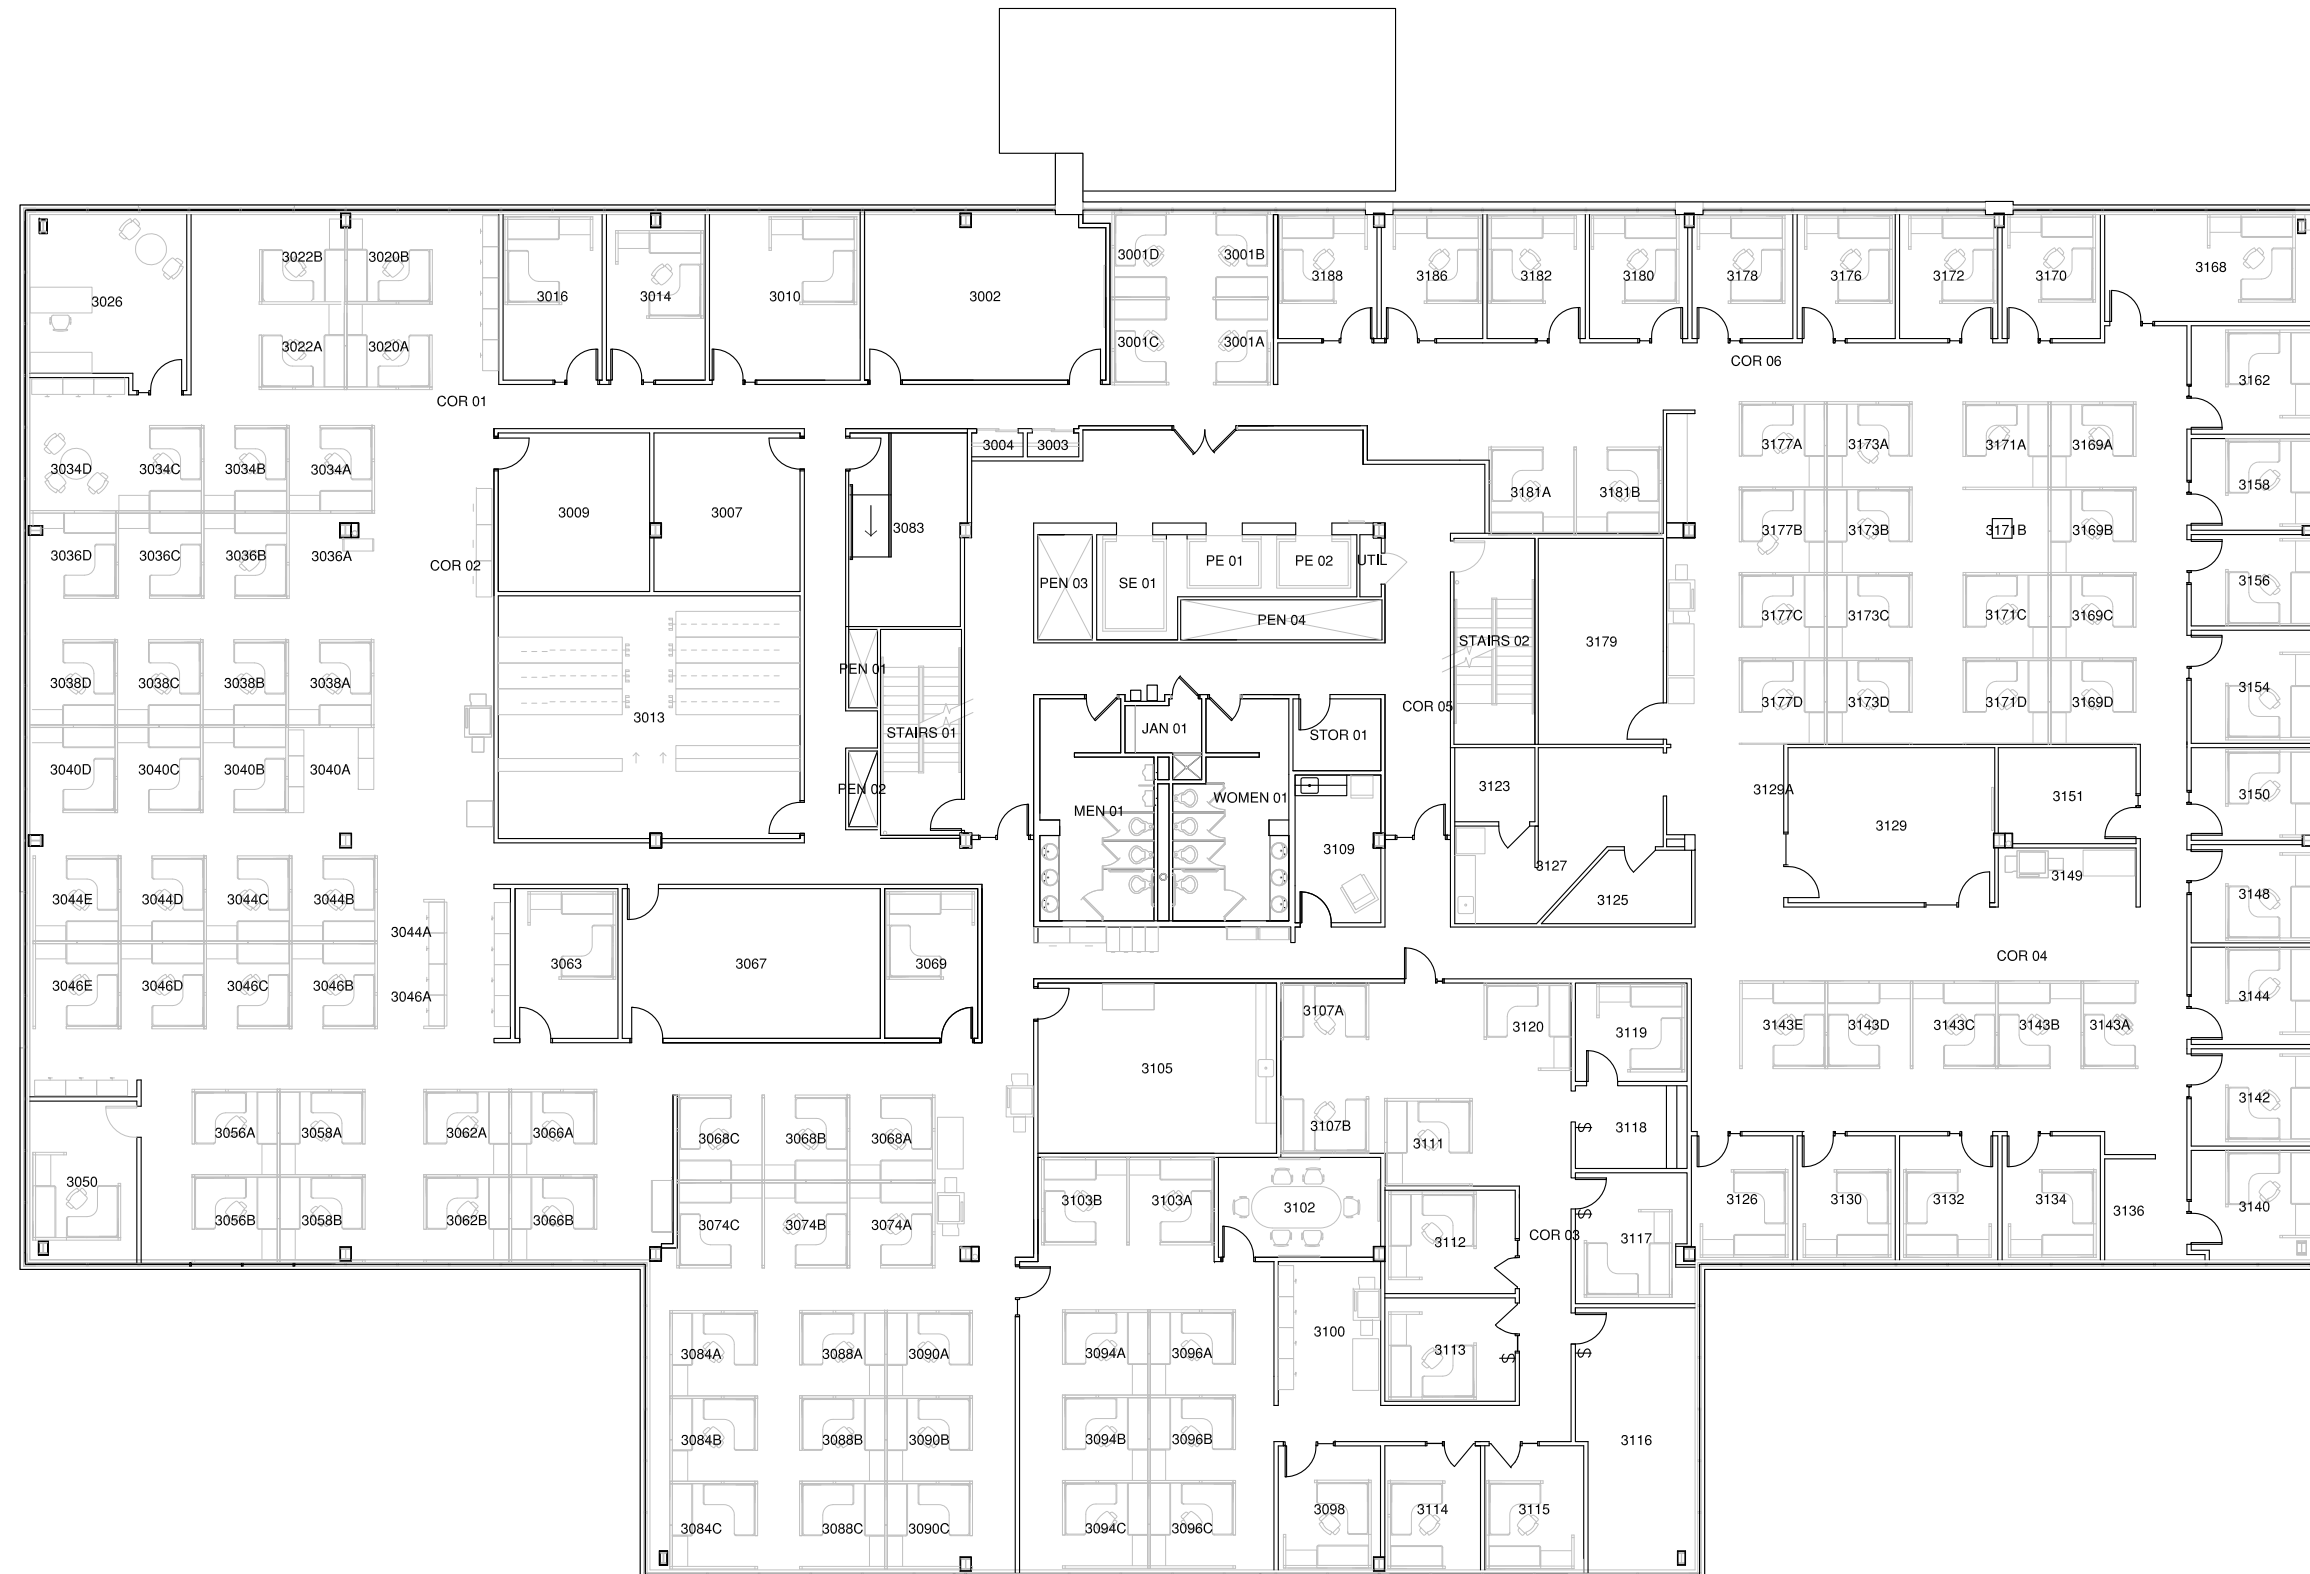 3001D 3001B
3022B 3020B
3188 3186 3182 3180 3178 3176 3172 3170 3168
3026
3016 3014 3010 3002
3022A 3020A
3001C 3001A
COR 06
3162
COR 01
3034D 3034C 3034B 3034A
3004 3003
3177A 3173A 3171A 3169A
3181A 3181B
3158
3009 3007
3083
3177B 3173B 3171B 3169B
3036D 3036C 3036B 3036A
COR 02
PEN 03 SE 01 PE 01 PE 02 UTIL
3156
PEN 04
3177C 3173C 3171C 3169C
STAIRS 02 3179
PEN 01
3038D 3038C 3038B 3038A
3154
3177D 3173D 3171D 3169D
COR 05
3013
STAIRS 01
JAN 01
STOR 01
3040D 3040C 3040B 3040A
3151
PEN 02
3123
3129A
3150
MEN 01 WOMEN 01
3129
3109
3127
3149
3044E 3044D 3044C 3044B
3125
3148
3044A
COR 04
3063 3067 3069
3046E 3046D 3046C 3046B
3046A
3144
3107A
3120
3119
3143E 3143D 3143C 3143B 3143A
3105
3142
3056A 3058A 3062A 3066A
3068C 3068B 3068A
3107B
3118
3111
3050
3103B 3103A
3102
3126 3130 3132 3134
3140
3056B 3058B 3062B 3066B
3074C 3074B 3074A
3136
3112
COR 03
3117
3100
3084A 3088A 3090A
3094A 3096A
3113
3084B 3088B 3090B
3094B 3096B
3116
3098 3114 3115
3084C 3088C 3090C
3094C 3096C